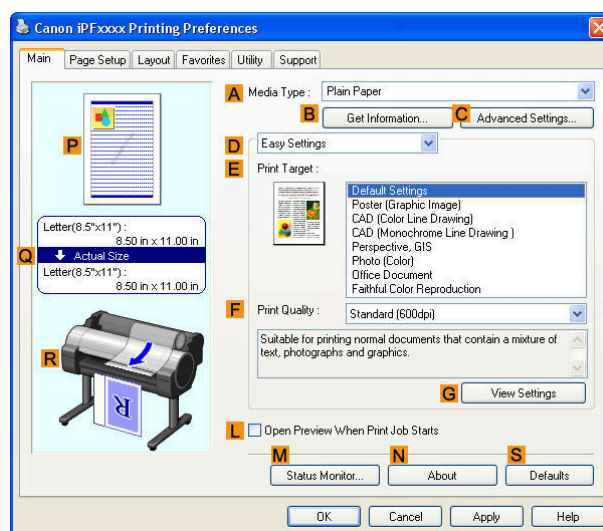 Canon iPFxxxx Printing Preferences
Main Page Setup Layout Favorites Utility Support
A Media Type : Plain Paper
B Get Information... C Advanced Settings...
P
D Easy Settings
E Print Target :
Default Settings
Poster (Graphic Image)
CAD (Color Line Drawing)
CAD (Monochrome Line Drawing )
Perspective, GIS
Photo (Color)
Office Document
Faithful Color Reproduction
Letter(8.5"x11") :
8.50 in x 11.00 in
Q Actual Size
Letter(8.5"x11") :
8.50 in x 11.00 in
F Print Quality : Standard (600dpi)
Suitable for printing normal documents that contain a mixture of
text, photographs and graphics.
R
R
G View Settings
L Open Preview When Print Job Starts
M N S
Status Monitor... About Defaults
OK Cancel Apply Help